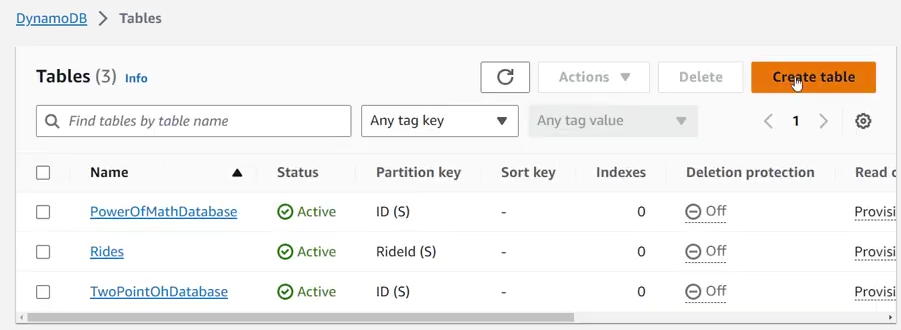 DynamoDB > Tables
Tables (3) Info Actions Delete Create table
Find tables by table name Any tag key Any tag value 1
Name Status Partition key Sort key Indexes Deletion protection Read c
PowerOfMathDatabase Active ID (S) - 0 Off Provisi
Rides Active RideId (S) - 0 Off Provisi
TwoPointOhDatabase Active ID (S) - 0 Off Provisi